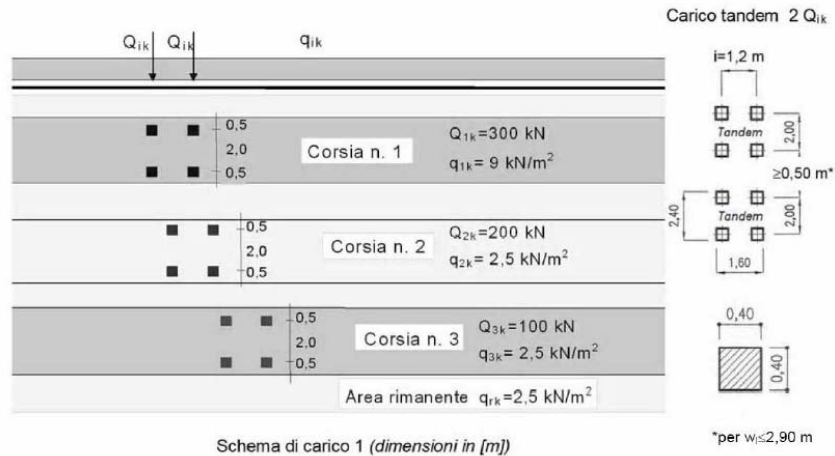 Carico tandem 2 Qik
Qik Qik qik
i=1,2 m
0,5
2,0
0,5
Corsia n. 1
Q1k=300 kN
q1k= 9 kN/m²
Tandem
2,00
≥0,50 m*
0,5
2,0
0,5
Corsia n. 2
Q2k=200 kN
q2k= 2,5 kN/m²
2,40
Tandem
2,00
1,60
0,5
2,0
0,5
Corsia n. 3
Q3k=100 kN
q3k= 2,5 kN/m²
0,40
0,40
Area rimanente qrk=2,5 kN/m²
*per wl≤2,90 m
Schema di carico 1 (dimensioni in [m])